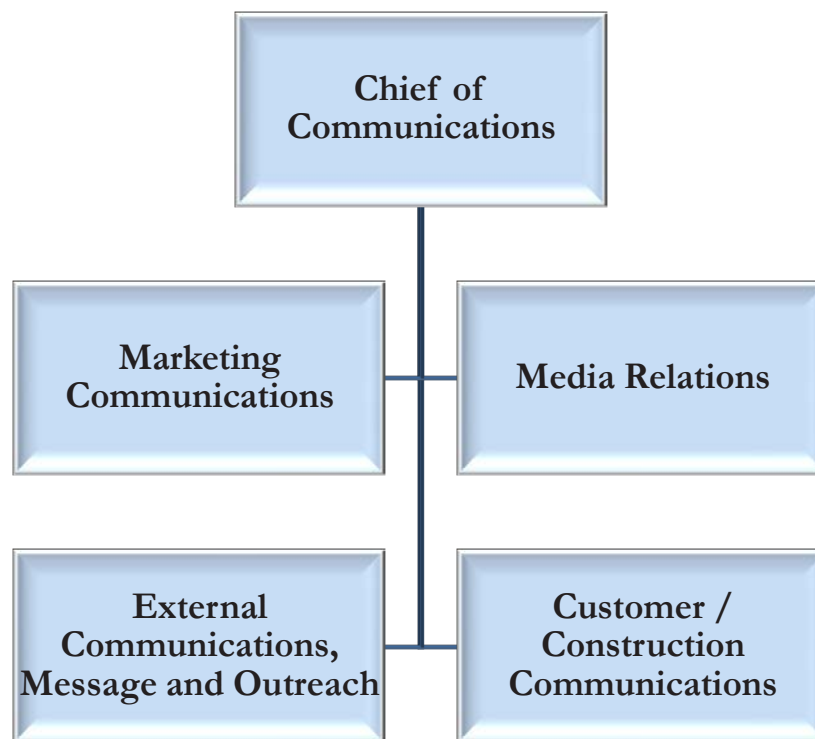 Chief of
Communications
Marketing
Communications
Media Relations
External
Communications,
Message and Outreach
Customer /
Construction
Communications